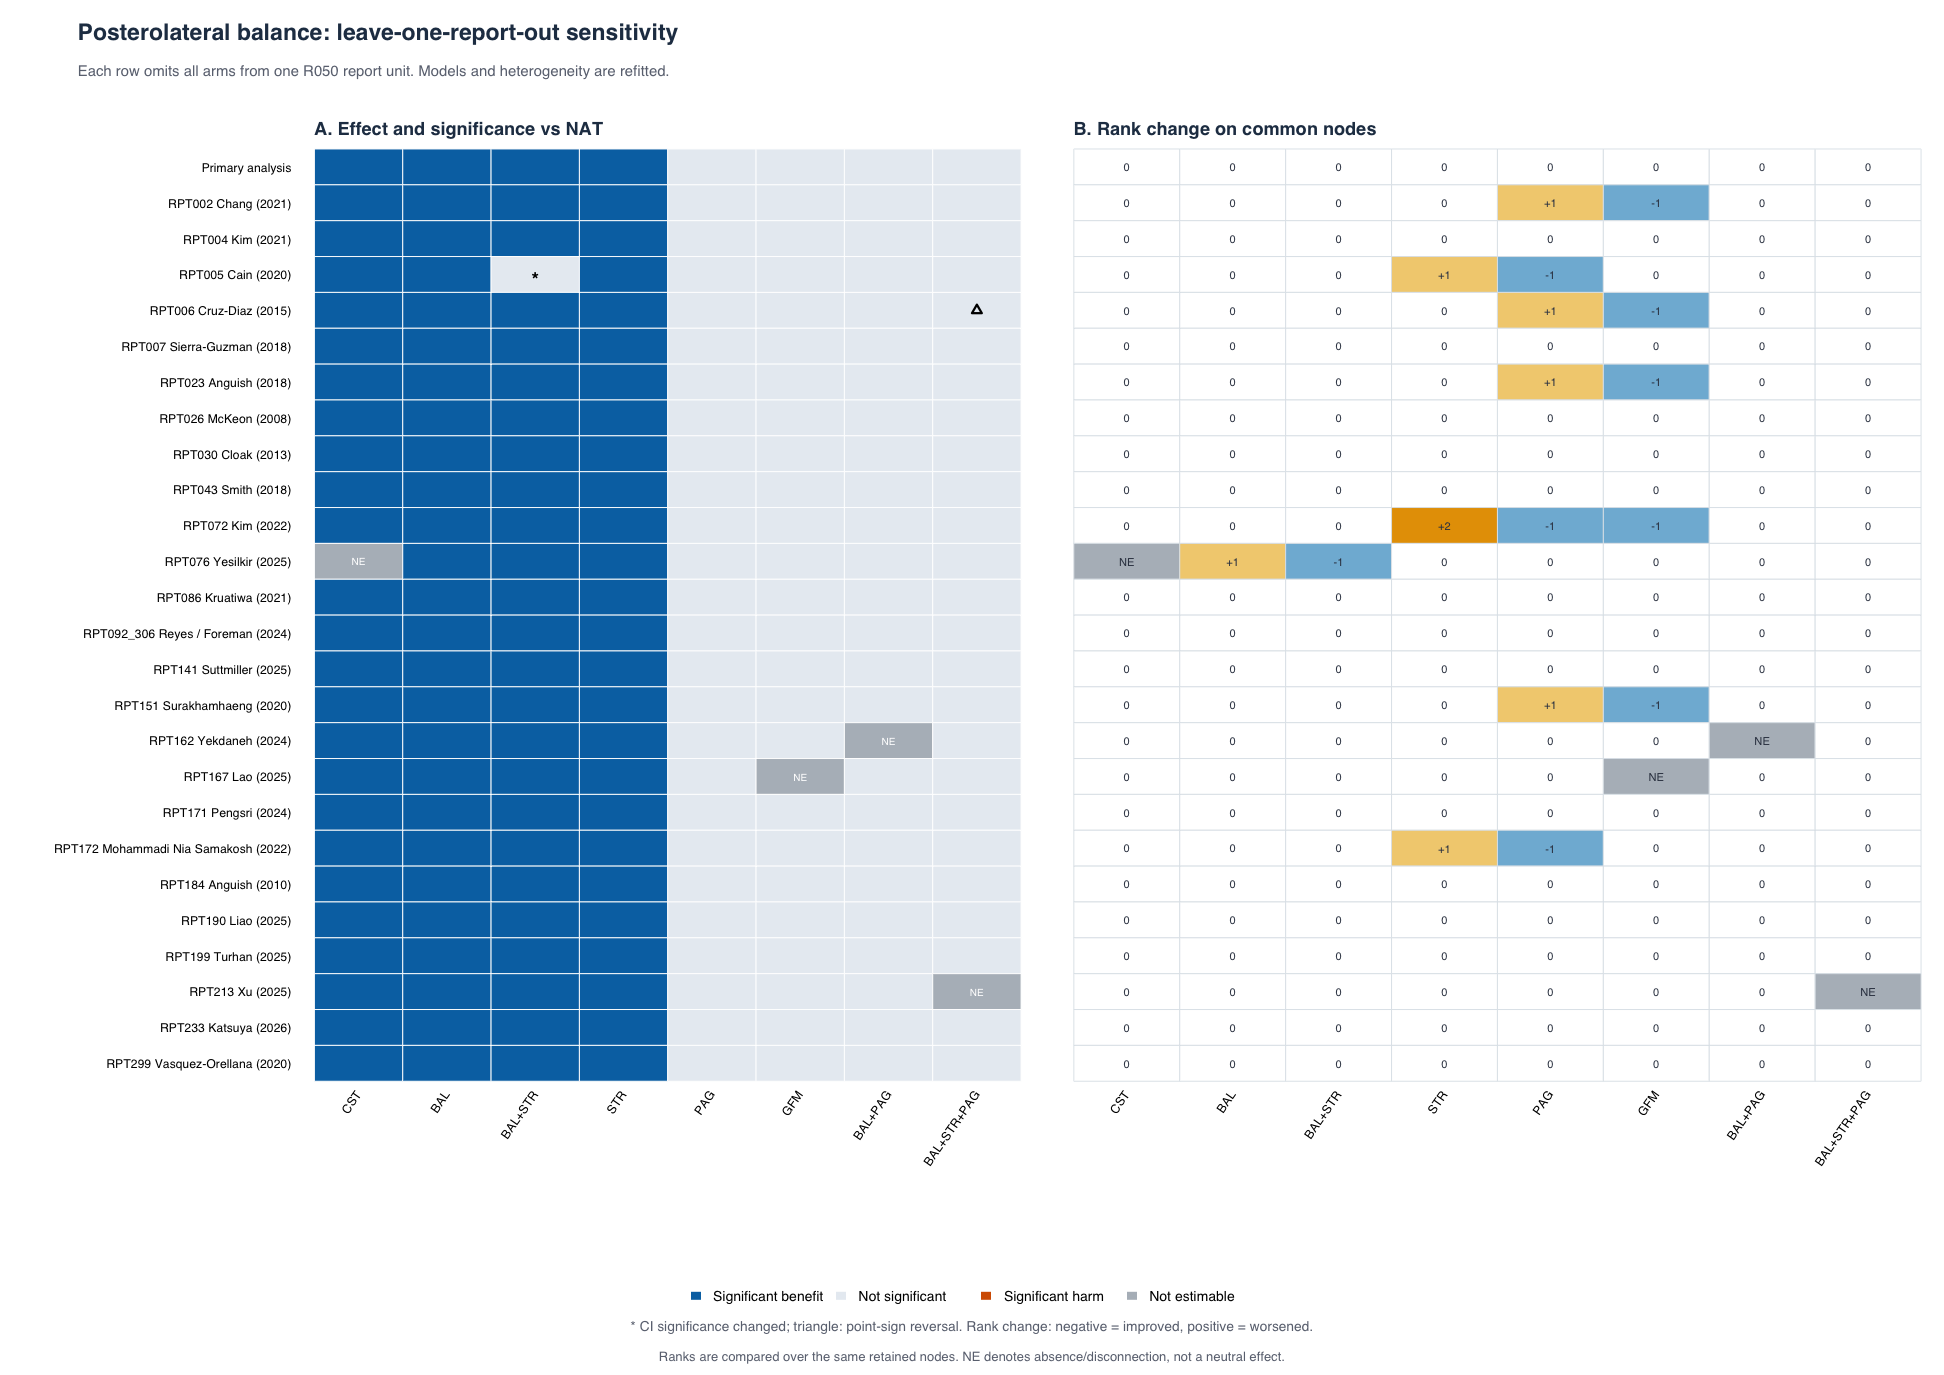 Posterolateral balance: leave-one-report-out sensitivity
Each row omits all arms from one R050 report unit. Models and heterogeneity are refitted.
A. Effect and significance vs NAT
B. Rank change on common nodes
Primary analysis 0 0 0 0 0 0 0 0
RPT002 Chang (2021) 0 0 0 0 +1 -1 0 0
RPT004 Kim (2021) 0 0 0 0 0 0 0 0
RPT005 Cain (2020) * 0 0 0 +1 -1 0 0 0
RPT006 Cruz-Diaz (2015) 0 0 0 0 +1 -1 0 0
RPT007 Sierra-Guzman (2018) 0 0 0 0 0 0 0 0
RPT023 Anguish (2018) 0 0 0 0 +1 -1 0 0
RPT026 McKeon (2008) 0 0 0 0 0 0 0 0
RPT030 Cloak (2013) 0 0 0 0 0 0 0 0
RPT043 Smith (2018) 0 0 0 0 0 0 0 0
RPT072 Kim (2022) 0 0 0 +2 -1 -1 0 0
RPT076 Yesilkir (2025) NE NE +1 -1 0 0 0 0 0
RPT086 Kruatiwa (2021) 0 0 0 0 0 0 0 0
RPT092_306 Reyes / Foreman (2024) 0 0 0 0 0 0 0 0
RPT141 Suttmiller (2025) 0 0 0 0 0 0 0 0
RPT151 Surakhamhaeng (2020) 0 0 0 0 +1 -1 0 0
RPT162 Yekdaneh (2024) NE 0 0 0 0 0 0 NE 0
RPT167 Lao (2025) NE 0 0 0 0 0 NE 0 0
RPT171 Pengsri (2024) 0 0 0 0 0 0 0 0
RPT172 Mohammadi Nia Samakosh (2022) 0 0 0 +1 -1 0 0 0
RPT184 Anguish (2010) 0 0 0 0 0 0 0 0
RPT190 Liao (2025) 0 0 0 0 0 0 0 0
RPT199 Turhan (2025) 0 0 0 0 0 0 0 0
RPT213 Xu (2025) NE 0 0 0 0 0 0 0 NE
RPT233 Katsuya (2026) 0 0 0 0 0 0 0 0
RPT299 Vasquez-Orellana (2020) 0 0 0 0 0 0 0 0
CST BAL BAL+STR STR PAG GFM BAL+PAG BAL+STR+PAG
CST BAL BAL+STR STR PAG GFM BAL+PAG BAL+STR+PAG
Significant benefit Not significant Significant harm Not estimable
* CI significance changed; triangle: point-sign reversal. Rank change: negative = improved, positive = worsened.
Ranks are compared over the same retained nodes. NE denotes absence/disconnection, not a neutral effect.